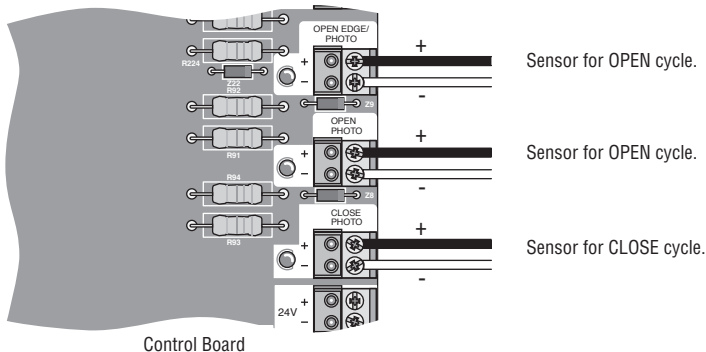 OPEN EDGE/
PHOTO
R224
Z22
R92
+
–
+
-
Sensor for OPEN cycle.
Z9
OPEN
PHOTO
R91
+
–
+
-
Sensor for OPEN cycle.
R94
Z8
CLOSE
PHOTO
R93
+
–
+
-
Sensor for CLOSE cycle.
24V
+
–
Control Board